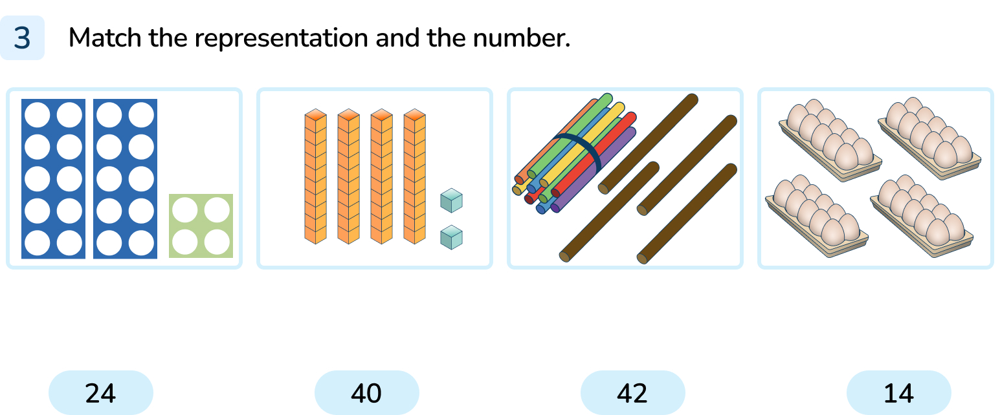 3 Match the representation and the number.
24 40 42 14